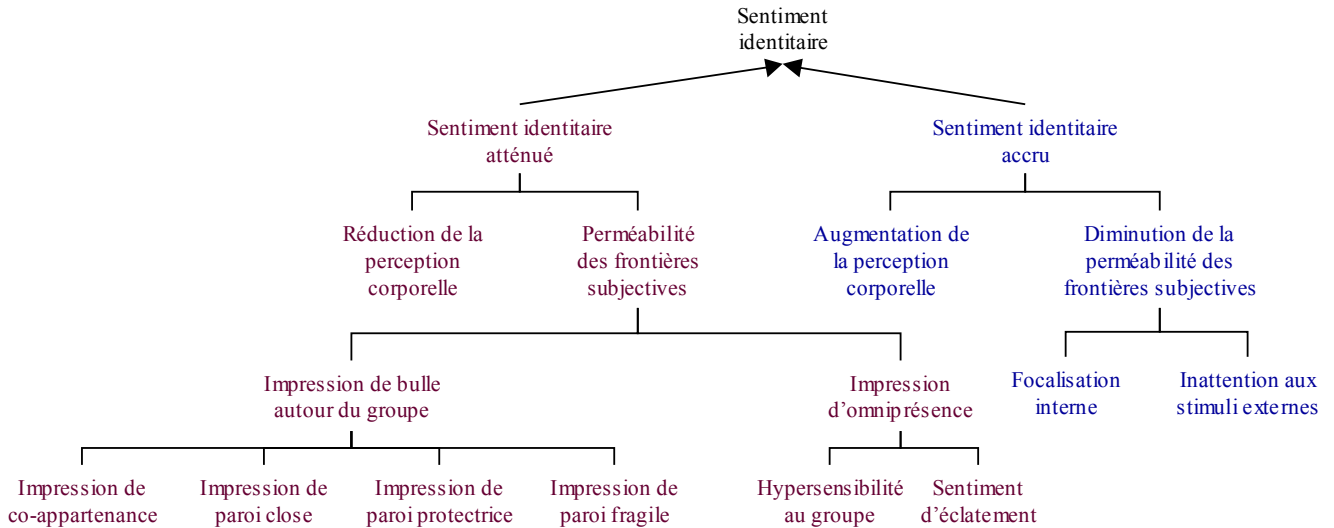 Sentiment
identitaire
Sentiment identitaire
atténué
Sentiment identitaire
accru
Réduction de la
perception
corporelle
Perméabilité
des frontières
subjectives
Augmentation de
la perception
corporelle
Diminution de la
perméabilité des
frontières subjectives
Impression de bulle
autour du groupe
Impression
d’omniprésence
Focalisation
interne
Inattention aux
stimuli externes
Impression de
co-appartenance
Impression de
paroi close
Impression de
paroi protectrice
Impression de
paroi fragile
Hypersensibilité
au groupe
Sentiment
d'éclatement